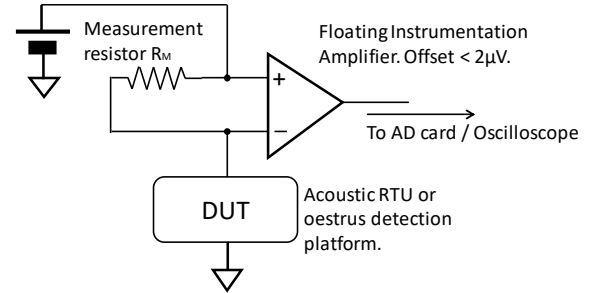 Measurement
resistor RM
Floating Instrumentation
Amplifier. Offset < 2µV.
+
−
To AD card / Oscilloscope
DUT
Acoustic RTU or
oestrus detection
platform.